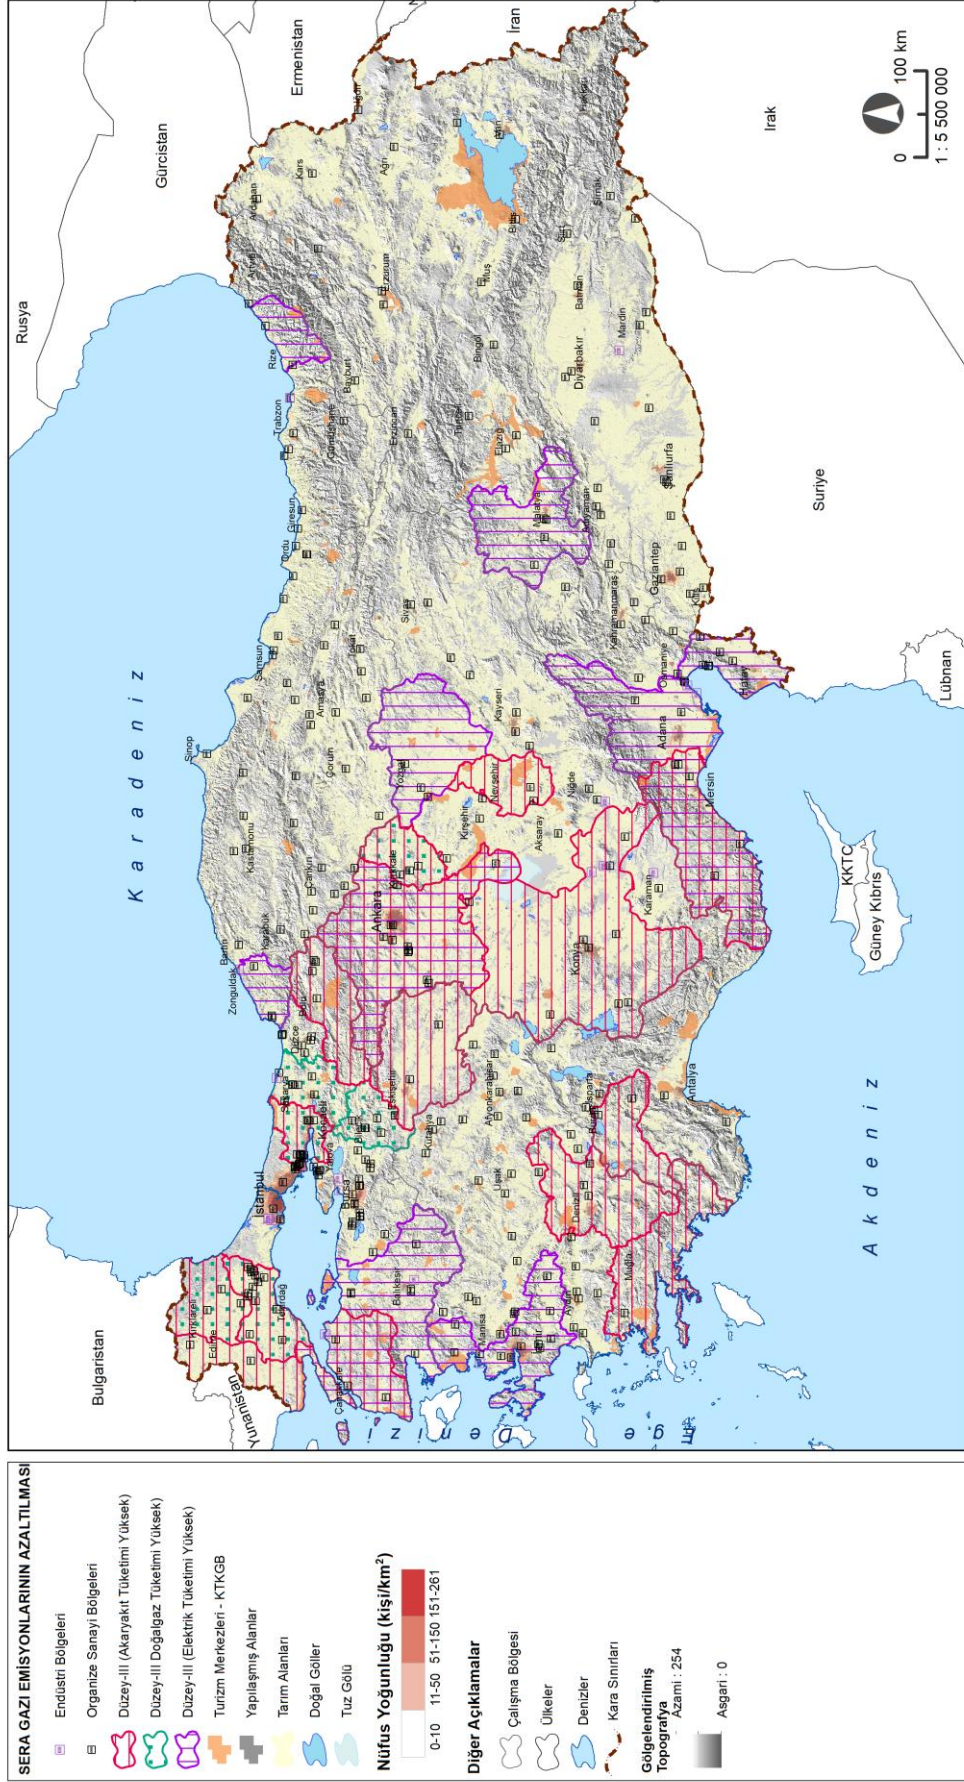 SERA GAZI EMİSYONLARININ AZALTILMASI
Endüstri Bölgeleri
Organize Sanayi Bölgeleri
Düzey-III (Akaryakıt Tüketimi Yüksek)
Düzey-III Doğalgaz Tüketimi Yüksek)
Düzey-III (Elektrik Tüketimi Yüksek)
Turizm Merkezleri - KTKGB
Yapılaşmış Alanlar
Tarım Alanları
Doğal Göller
Tuz Gölü
Nüfus Yoğunluğu (kişi/km²)
0-10 11-50 51-150 151-261
Diğer Açıklamalar
Çalışma Bölgesi
Ülkeler
Denizler
Kara Sınırları
Gölgelendirilmiş
Topografya
Azami : 254
Asgari : 0
Rusya
Gürcistan
Ermenistan
İran
Irak
Suriye
Lübnan
KKTC
Güney Kıbrıs
Bulgaristan
Yunanistan
Karadeniz
Akdeniz
Ege Denizi
Kırklareli
Edirne
Tekirdağ
İstanbul
Kocaeli
Yalova
Sakarya
Düzce
Bolu
Zonguldak
Bartın
Karabük
Kastamonu
Sinop
Çankırı
Samsun
Amasya
Çorum
Tokat
Ordu
Giresun
Trabzon
Rize
Artvin
Ardahan
Kars
Iğdır
Ağrı
Gümüşhane
Bayburt
Erzurum
Erzincan
Sivas
Tunceli
Bingöl
Muş
Bitlis
Van
Hakkari
Şırnak
Siirt
Batman
Mardin
Diyarbakır
Elazığ
Malatya
Adıyaman
Şanlıurfa
Gaziantep
Kilis
Kahramanmaraş
Osmaniye
Hatay
Adana
Mersin
Kayseri
Niğde
Nevşehir
Aksaray
Kırşehir
Yozgat
Kırıkkale
Ankara
Konya
Karaman
Eskişehir
Kütahya
Afyonkarahisar
Isparta
Antalya
Uşak
Denizli
Muğla
Aydın
Manisa
Balıkesir
Çanakkale
Bursa
0 100 km
1 : 5 500 000